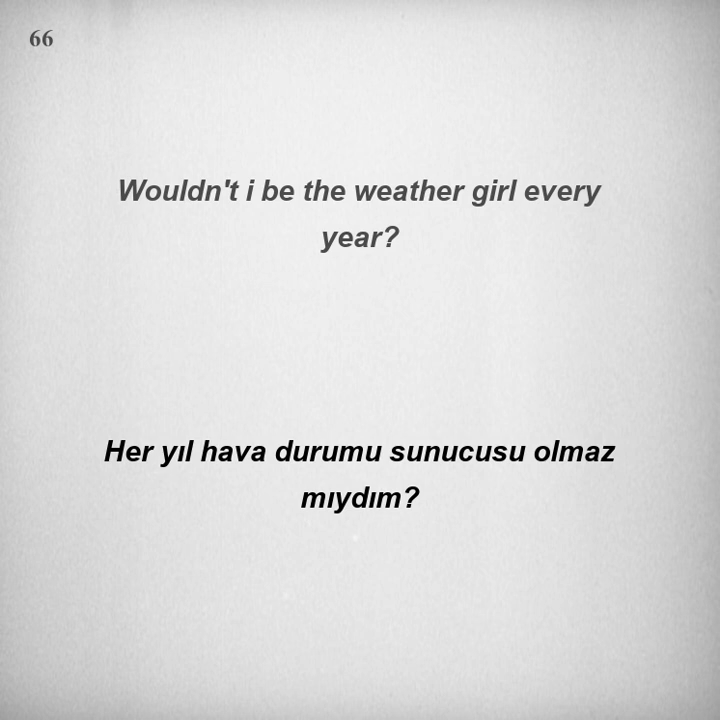 66
Wouldn't i be the weather girl every
year?
Her yıl hava durumu sunucusu olmaz
mıydım?